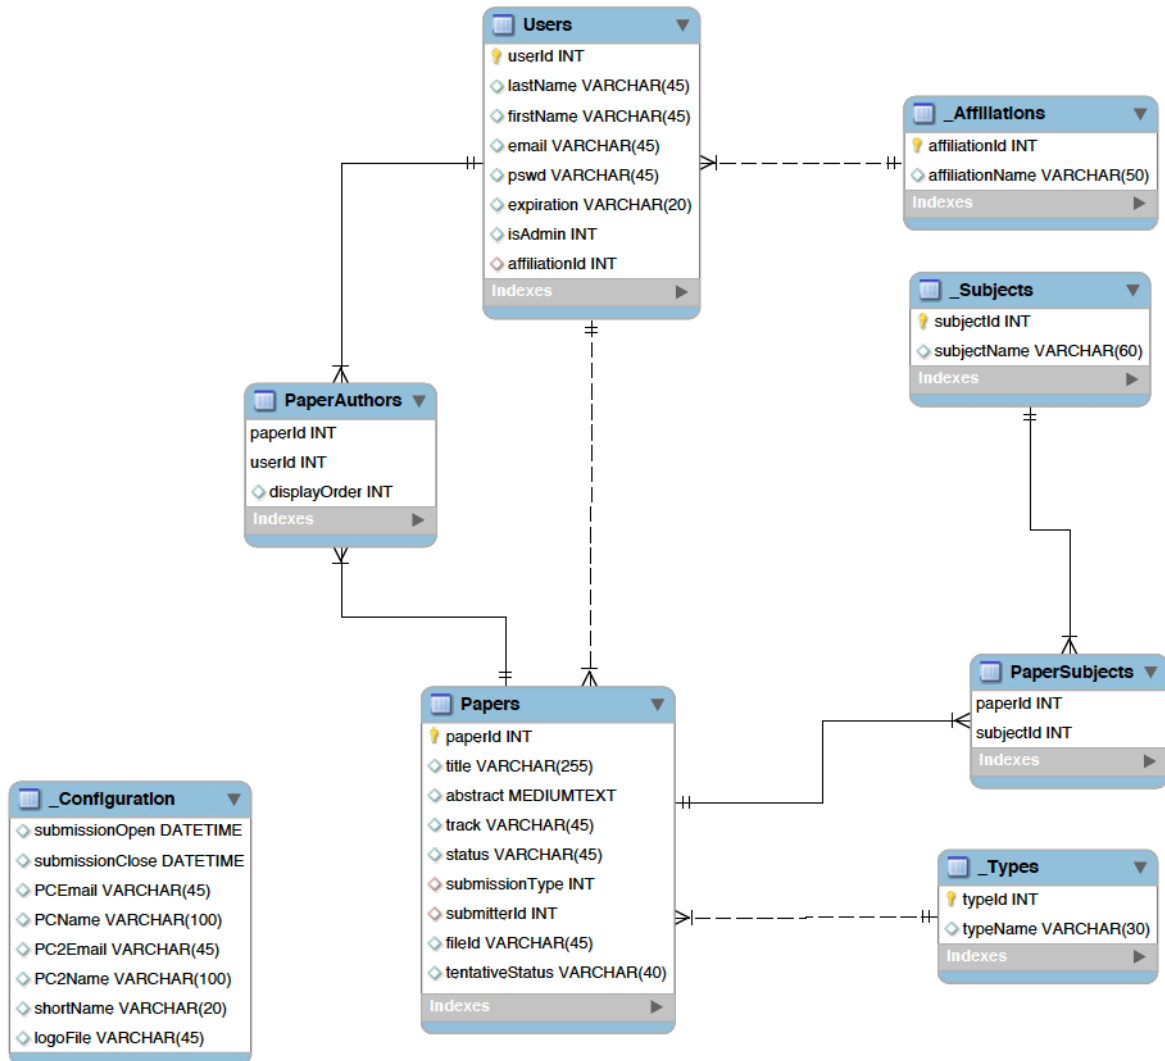 Users
userId INT
lastName VARCHAR(45)
firstName VARCHAR(45)
email VARCHAR(45)
pswd VARCHAR(45)
expiration VARCHAR(20)
isAdmin INT
affiliationId INT
Indexes
_Affiliations
affiliationId INT
affiliationName VARCHAR(50)
Indexes
_Subjects
subjectId INT
subjectName VARCHAR(60)
Indexes
PaperAuthors
paperId INT
userId INT
displayOrder INT
Indexes
PaperSubjects
paperId INT
subjectId INT
Indexes
Papers
paperId INT
title VARCHAR(255)
abstract MEDIUMTEXT
track VARCHAR(45)
status VARCHAR(45)
submissionType INT
submitterId INT
fileId VARCHAR(45)
tentativeStatus VARCHAR(40)
Indexes
_Configuration
submissionOpen DATETIME
submissionClose DATETIME
PCEmail VARCHAR(45)
PCName VARCHAR(100)
PC2Email VARCHAR(45)
PC2Name VARCHAR(100)
shortName VARCHAR(20)
logoFile VARCHAR(45)
_Types
typeId INT
typeName VARCHAR(30)
Indexes